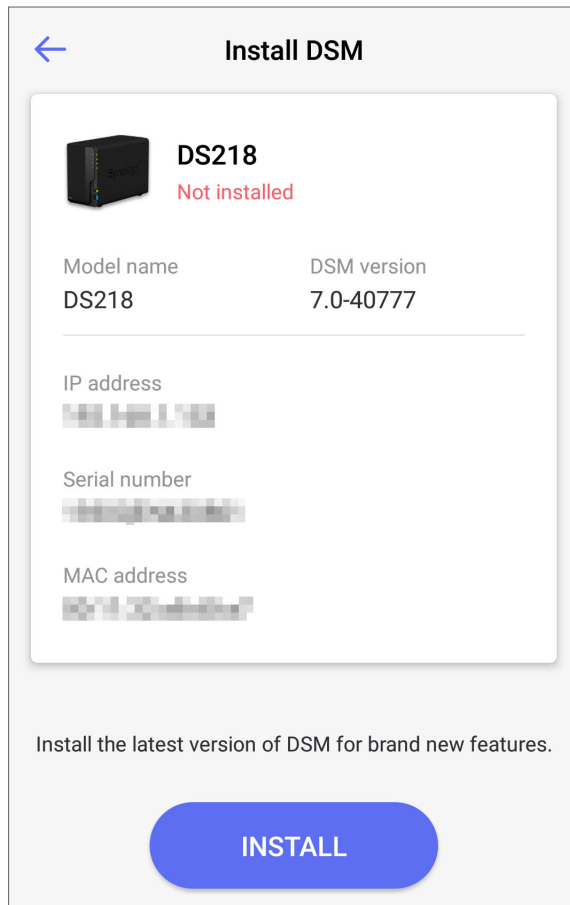 Install DSM
DS218
Not installed
Model name
DS218
DSM version
7.0-40777
IP address
Serial number
MAC address
Install the latest version of DSM for brand new features.
INSTALL